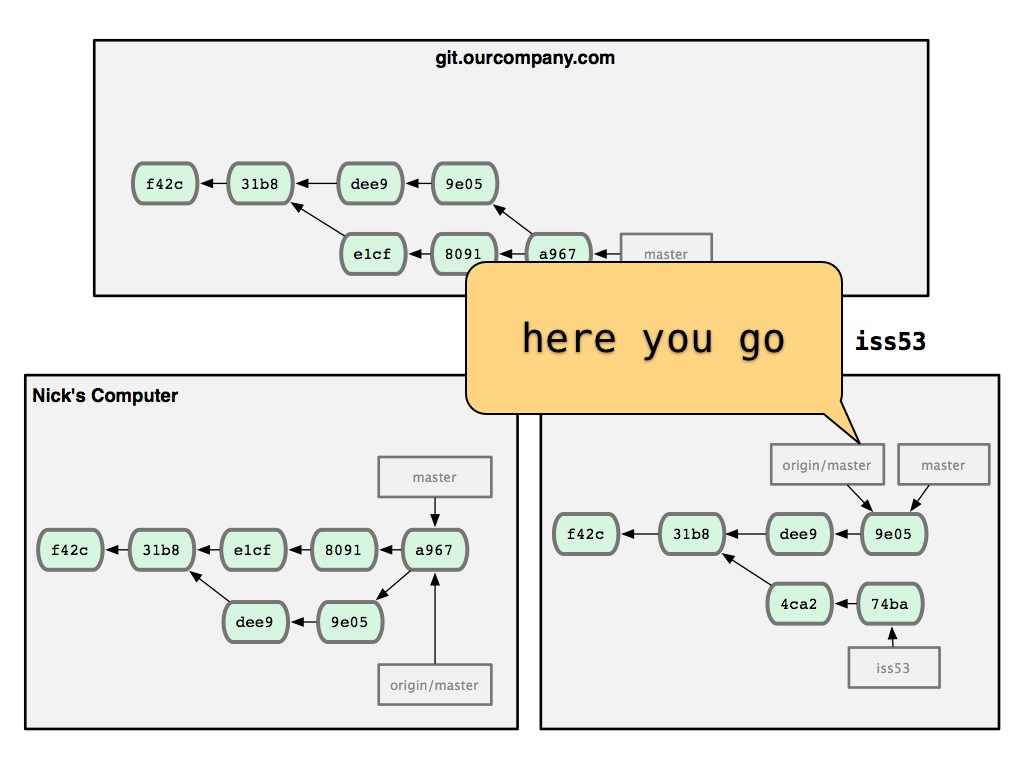 git.ourcompany.com
f42c 31b8 dee9 9e05
e1cf 8091 a967 master
here you go
iss53
Nick's Computer
master
f42c 31b8 e1cf 8091 a967
dee9 9e05
origin/master
origin/master master
f42c 31b8 dee9 9e05
4ca2 74ba
iss53